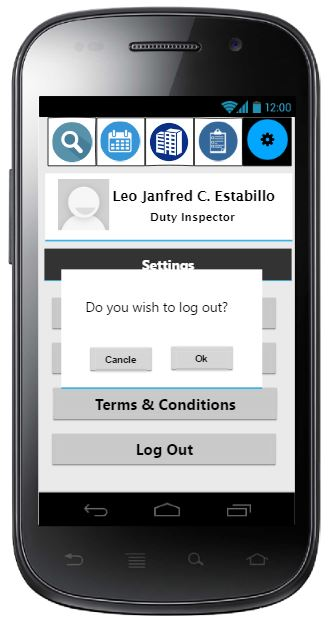 12:00
Leo Janfred C. Estabillo
Duty Inspector
Settings
Do you wish to log out?
Cancle Ok
Terms & Conditions
Log Out